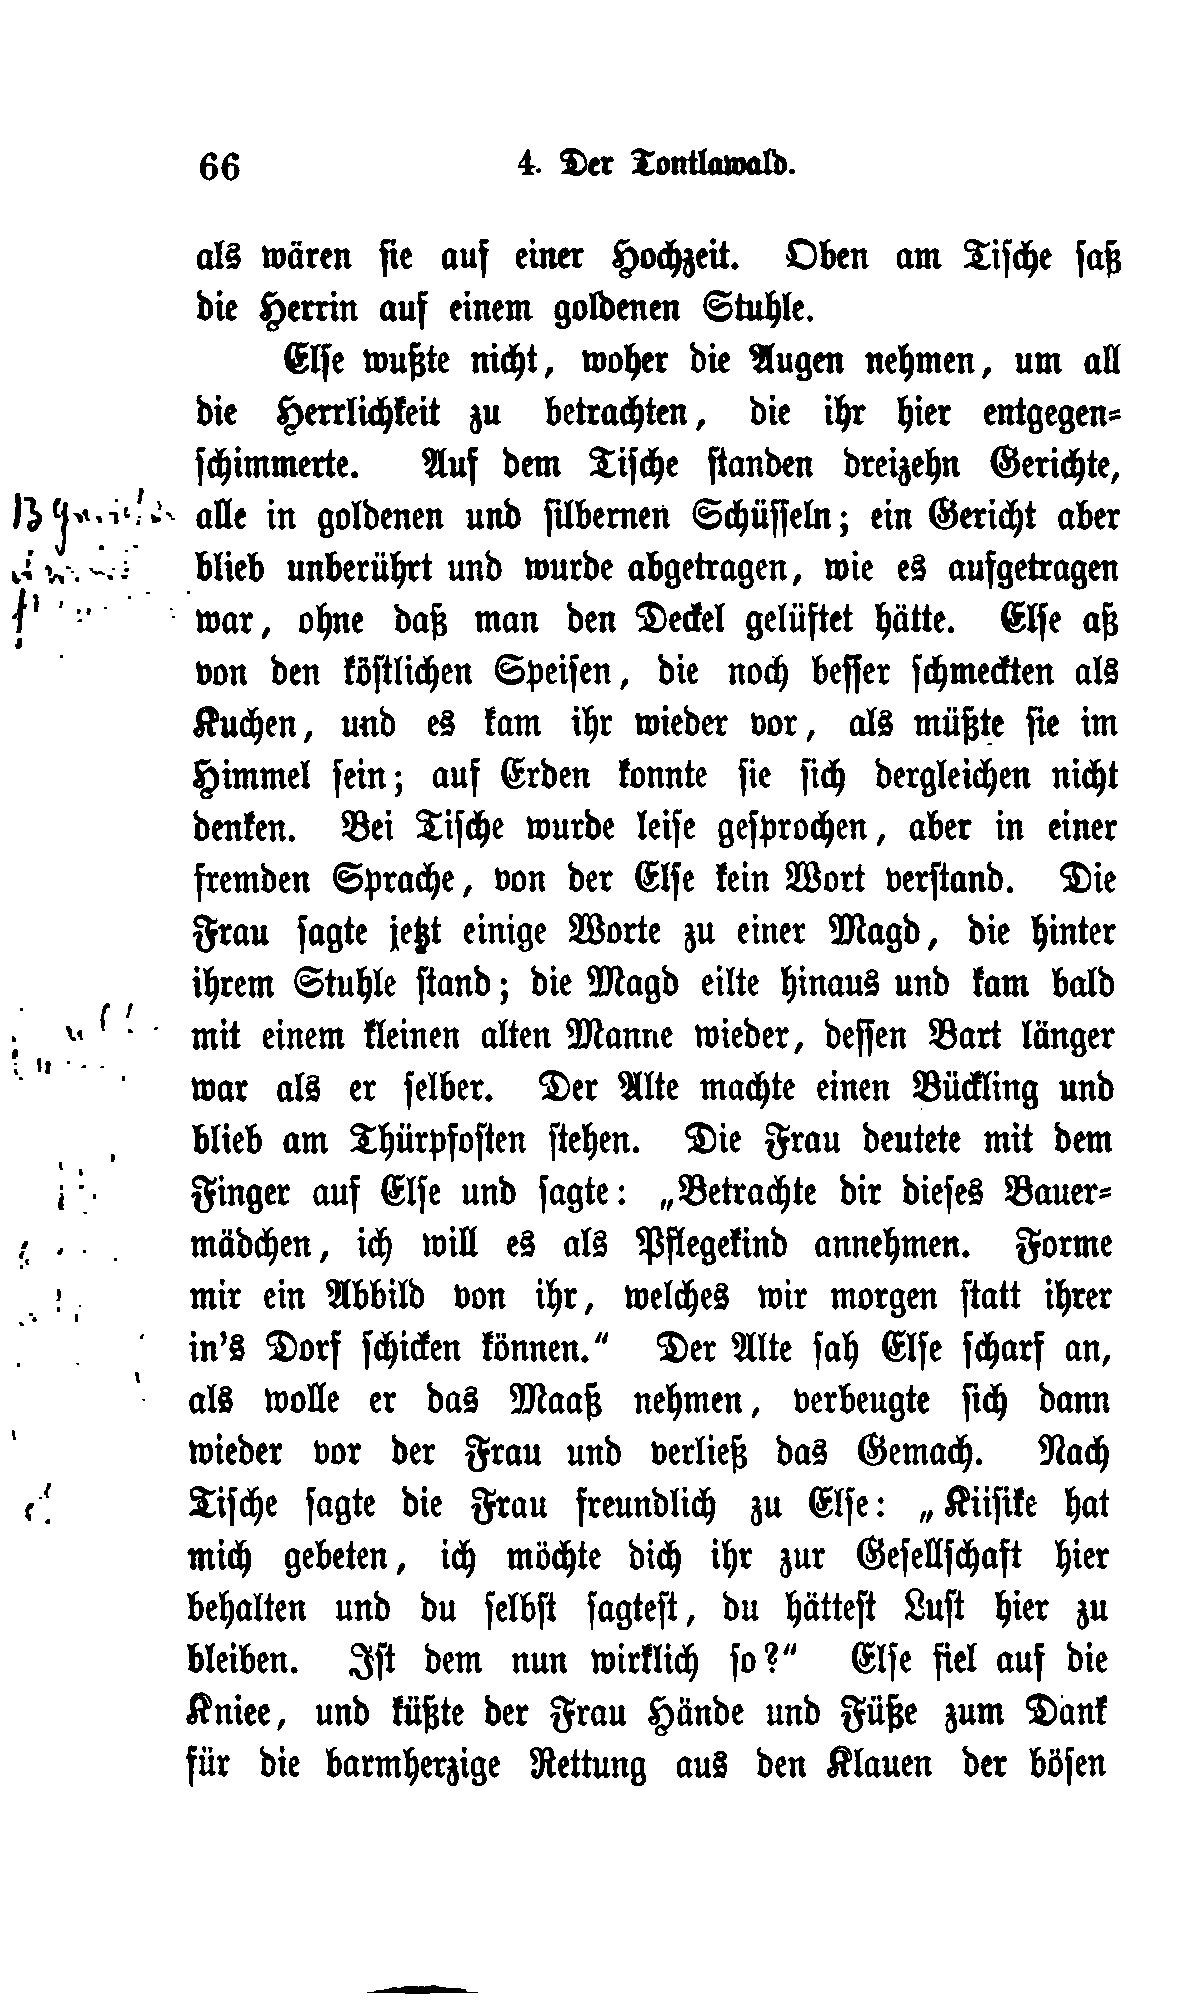 66
4. Der Tontlawald.
als wären sie auf einer Hochzeit. Oben am Tische saß
die Herrin auf einem goldenen Stuhle.
Else wußte nicht, woher die Augen nehmen, um all
die Herrlichkeit zu betrachten, die ihr hier entgegen-
schimmerte. Auf dem Tische standen dreizehn Gerichte,
alle in goldenen und silbernen Schüsseln; ein Gericht aber
blieb unberührt und wurde abgetragen, wie es aufgetragen
war, ohne daß man den Deckel gelüftet hätte. Else aß
von den köstlichen Speisen, die noch besser schmeckten als
Kuchen, und es kam ihr wieder vor, als müßte sie im
Himmel sein; auf Erden konnte sie sich dergleichen nicht
denken. Bei Tische wurde leise gesprochen, aber in einer
fremden Sprache, von der Else kein Wort verstand. Die
Frau sagte jetzt einige Worte zu einer Magd, die hinter
ihrem Stuhle stand; die Magd eilte hinaus und kam bald
mit einem kleinen alten Manne wieder, dessen Bart länger
war als er selber. Der Alte machte einen Bückling und
blieb am Thürpfosten stehen. Die Frau deutete mit dem
Finger auf Else und sagte: „Betrachte dir dieses Bauer-
mädchen, ich will es als Pflegekind annehmen. Forme
mir ein Abbild von ihr, welches wir morgen statt ihrer
in's Dorf schicken können.“ Der Alte sah Else scharf an,
als wolle er das Maaß nehmen, verbeugte sich dann
wieder vor der Frau und verließ das Gemach. Nach
Tische sagte die Frau freundlich zu Else: „Kiisike hat
mich gebeten, ich möchte dich ihr zur Gesellschaft hier
behalten und du selbst sagtest, du hättest Lust hier zu
bleiben. Ist dem nun wirklich so?“ Else fiel auf die
Kniee, und küßte der Frau Hände und Füße zum Dank
für die barmherzige Rettung aus den Klauen der bösen